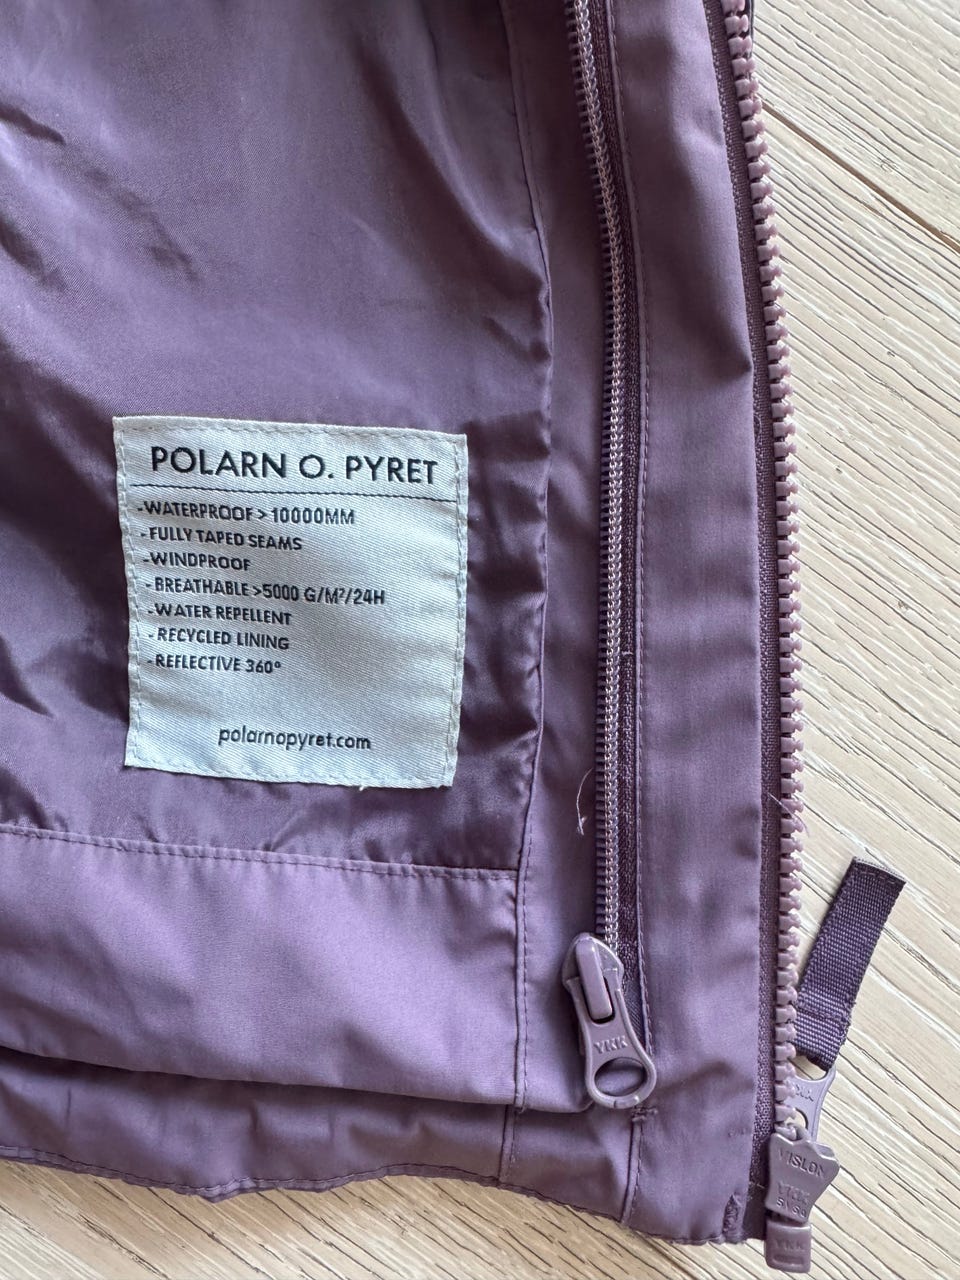 POLARN O. PYRET
-WATERPROOF > 10000MM
-FULLY TAPED SEAMS
-WINDPROOF
-BREATHABLE >5000 G/M²/24H
-WATER REPELLENT
-RECYCLED LINING
-REFLECTIVE 360°
polarnopyret.com
YKK
VISLON
YKK
YKK